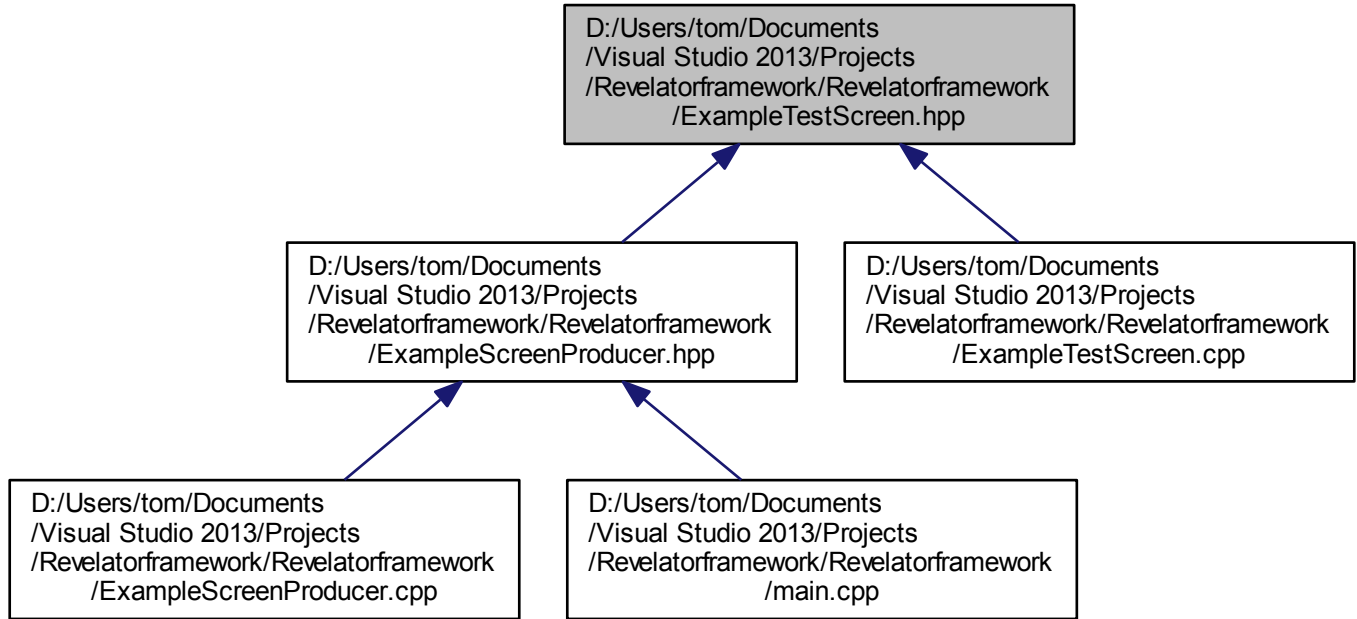 D:/Users/tom/Documents
/Visual Studio 2013/Projects
/Revelatorframework/Revelatorframework
/ExampleTestScreen.hpp
D:/Users/tom/Documents
/Visual Studio 2013/Projects
/Revelatorframework/Revelatorframework
/ExampleScreenProducer.hpp
D:/Users/tom/Documents
/Visual Studio 2013/Projects
/Revelatorframework/Revelatorframework
/ExampleTestScreen.cpp
D:/Users/tom/Documents
/Visual Studio 2013/Projects
/Revelatorframework/Revelatorframework
/ExampleScreenProducer.cpp
D:/Users/tom/Documents
/Visual Studio 2013/Projects
/Revelatorframework/Revelatorframework
/main.cpp